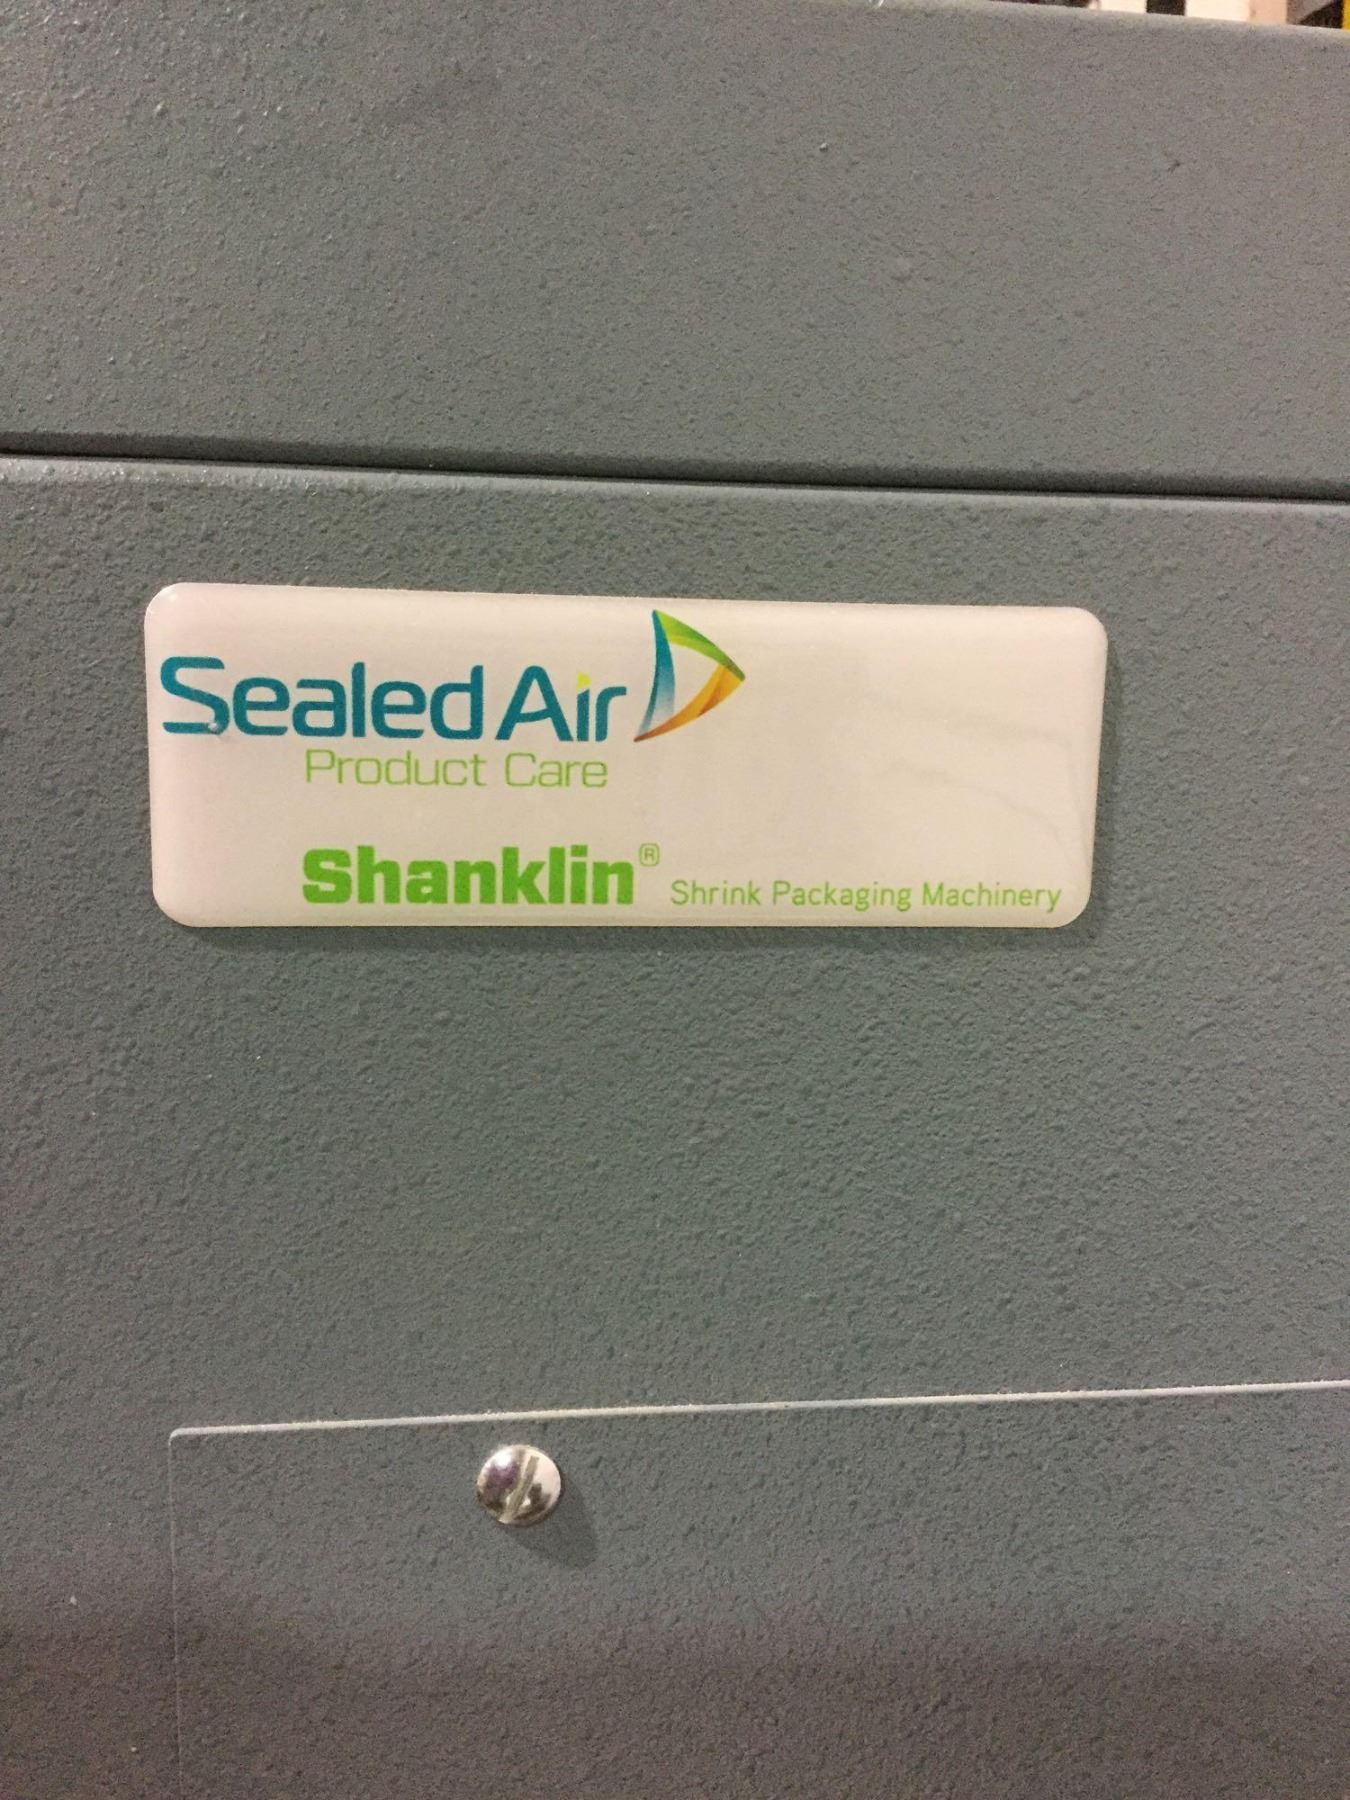 Sealed Air
Product Care
Shanklin® Shrink Packaging Machinery